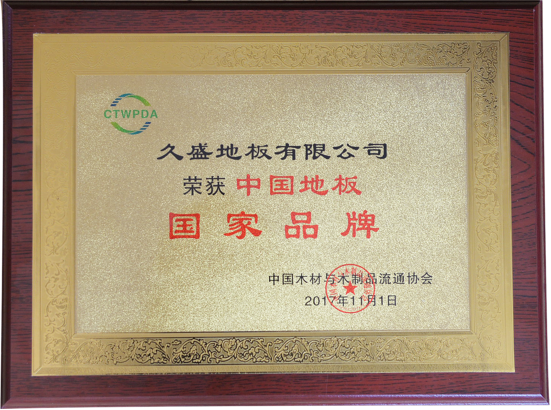 CTWPDA
久盛地板有限公司
荣获 中国地板
国家品牌
中国木材与木制品流通协会
2017年11月1日